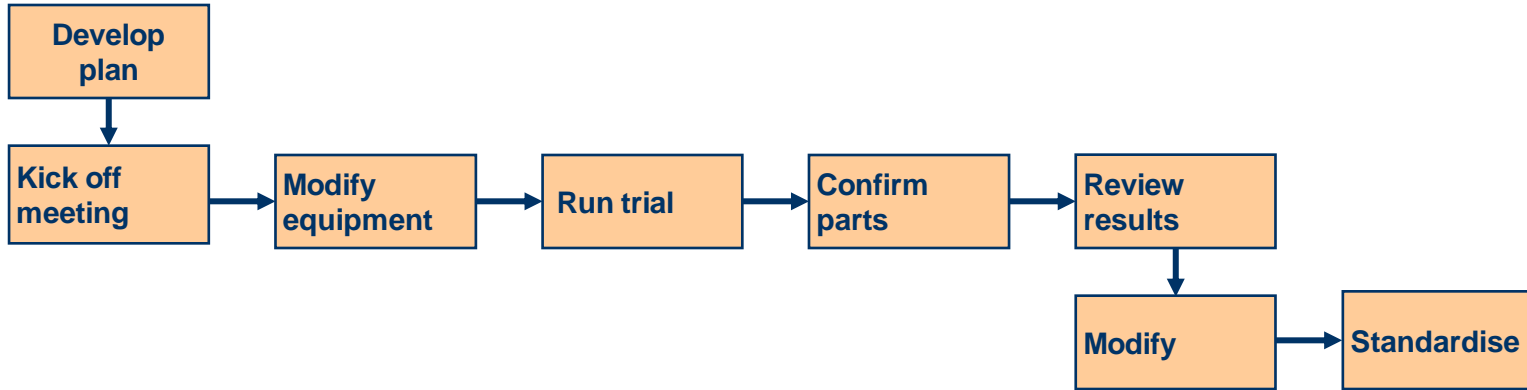 Develop
plan
Kick off
meeting
Modify
equipment
Run trial
Confirm
parts
Review
results
Modify
Standardise